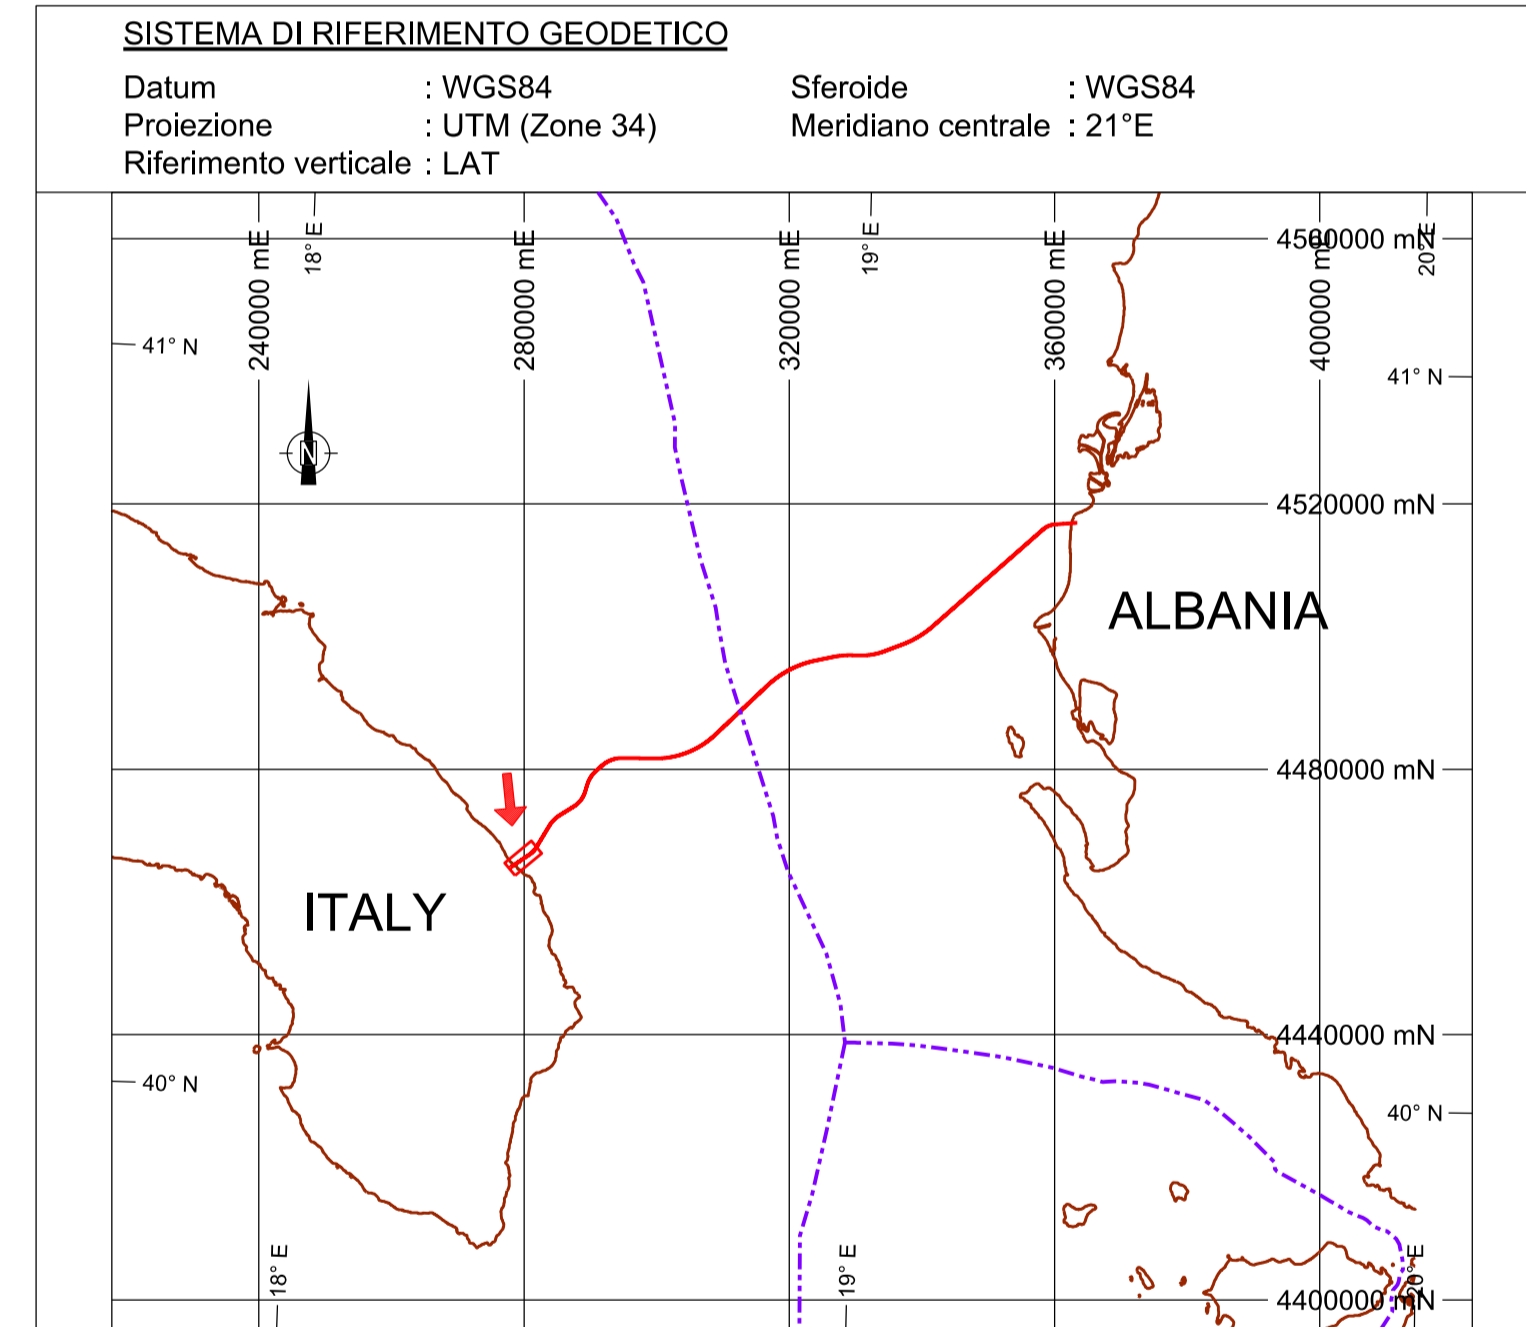 SISTEMA DI RIFERIMENTO GEODETICO
Datum : WGS84 Sferoide : WGS84
Proiezione : UTM (Zone 34) Meridiano centrale : 21°E
Riferimento verticale : LAT
240000 mE
18° E
280000 mE
320000 mE
19° E
360000 mE
400000 mE
20° E
4560000 mN
41° N
41° N
N
4520000 mN
ALBANIA
4480000 mN
ITALY
4440000 mN
40° N
40° N
18° E
19° E
20° E
4400000 mN